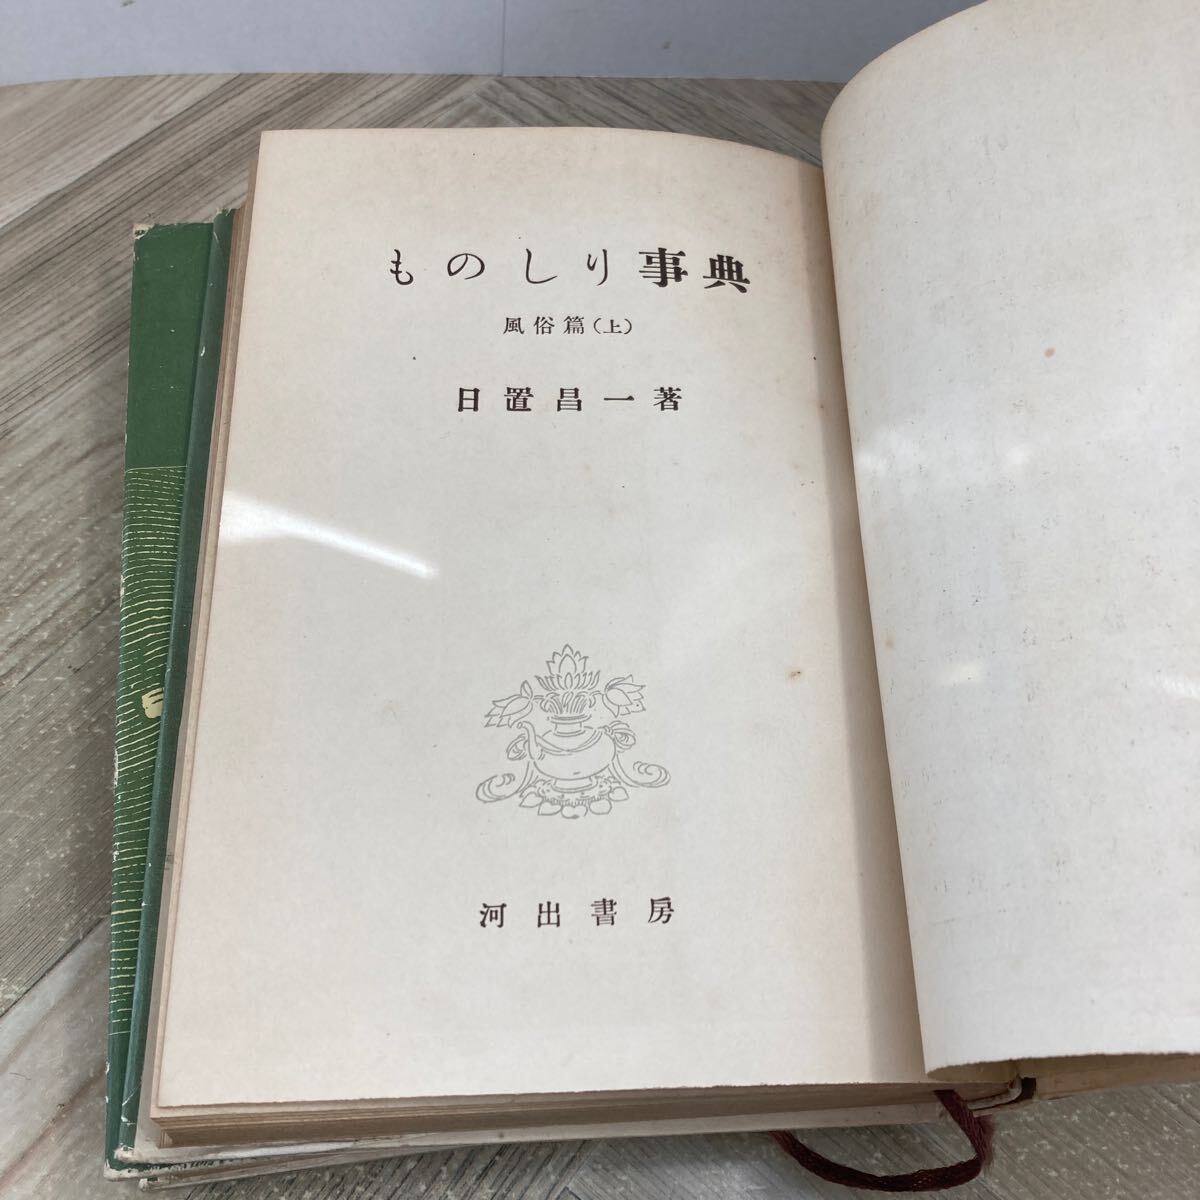 ものしり事典
風俗篇（上）
日置昌一著
河出書房